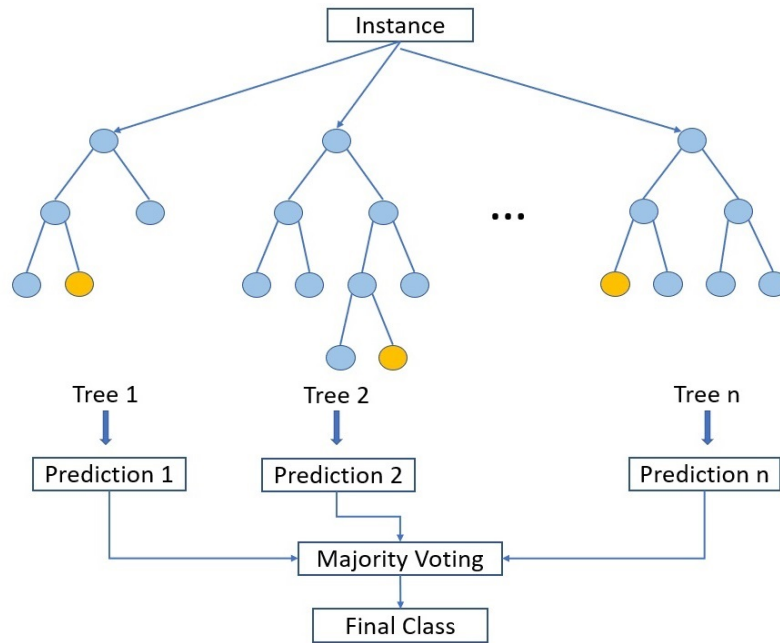 Instance
...
Tree 1
Tree 2
Tree n
Prediction 1
Prediction 2
Prediction n
Majority Voting
Final Class